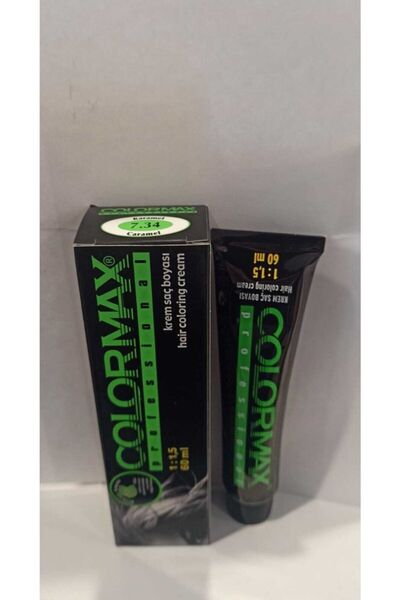 COLORMAX
Karamel
7.34
Caramel
COLORMAX®
professional
krem saç boyası
hair coloring cream
1:1,5
60 ml
COLORMAX
professional
KREM SAÇ BOYASI
Hair coloring cream
1:1,5
60 ml